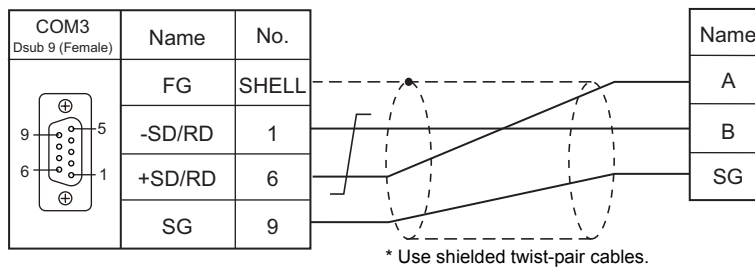 COM3
Dsub 9 (Female)
Name
No.
Name
FG
SHELL
A
-SD/RD
1
B
+SD/RD
6
SG
SG
9
9
5
6
1
* Use shielded twist-pair cables.